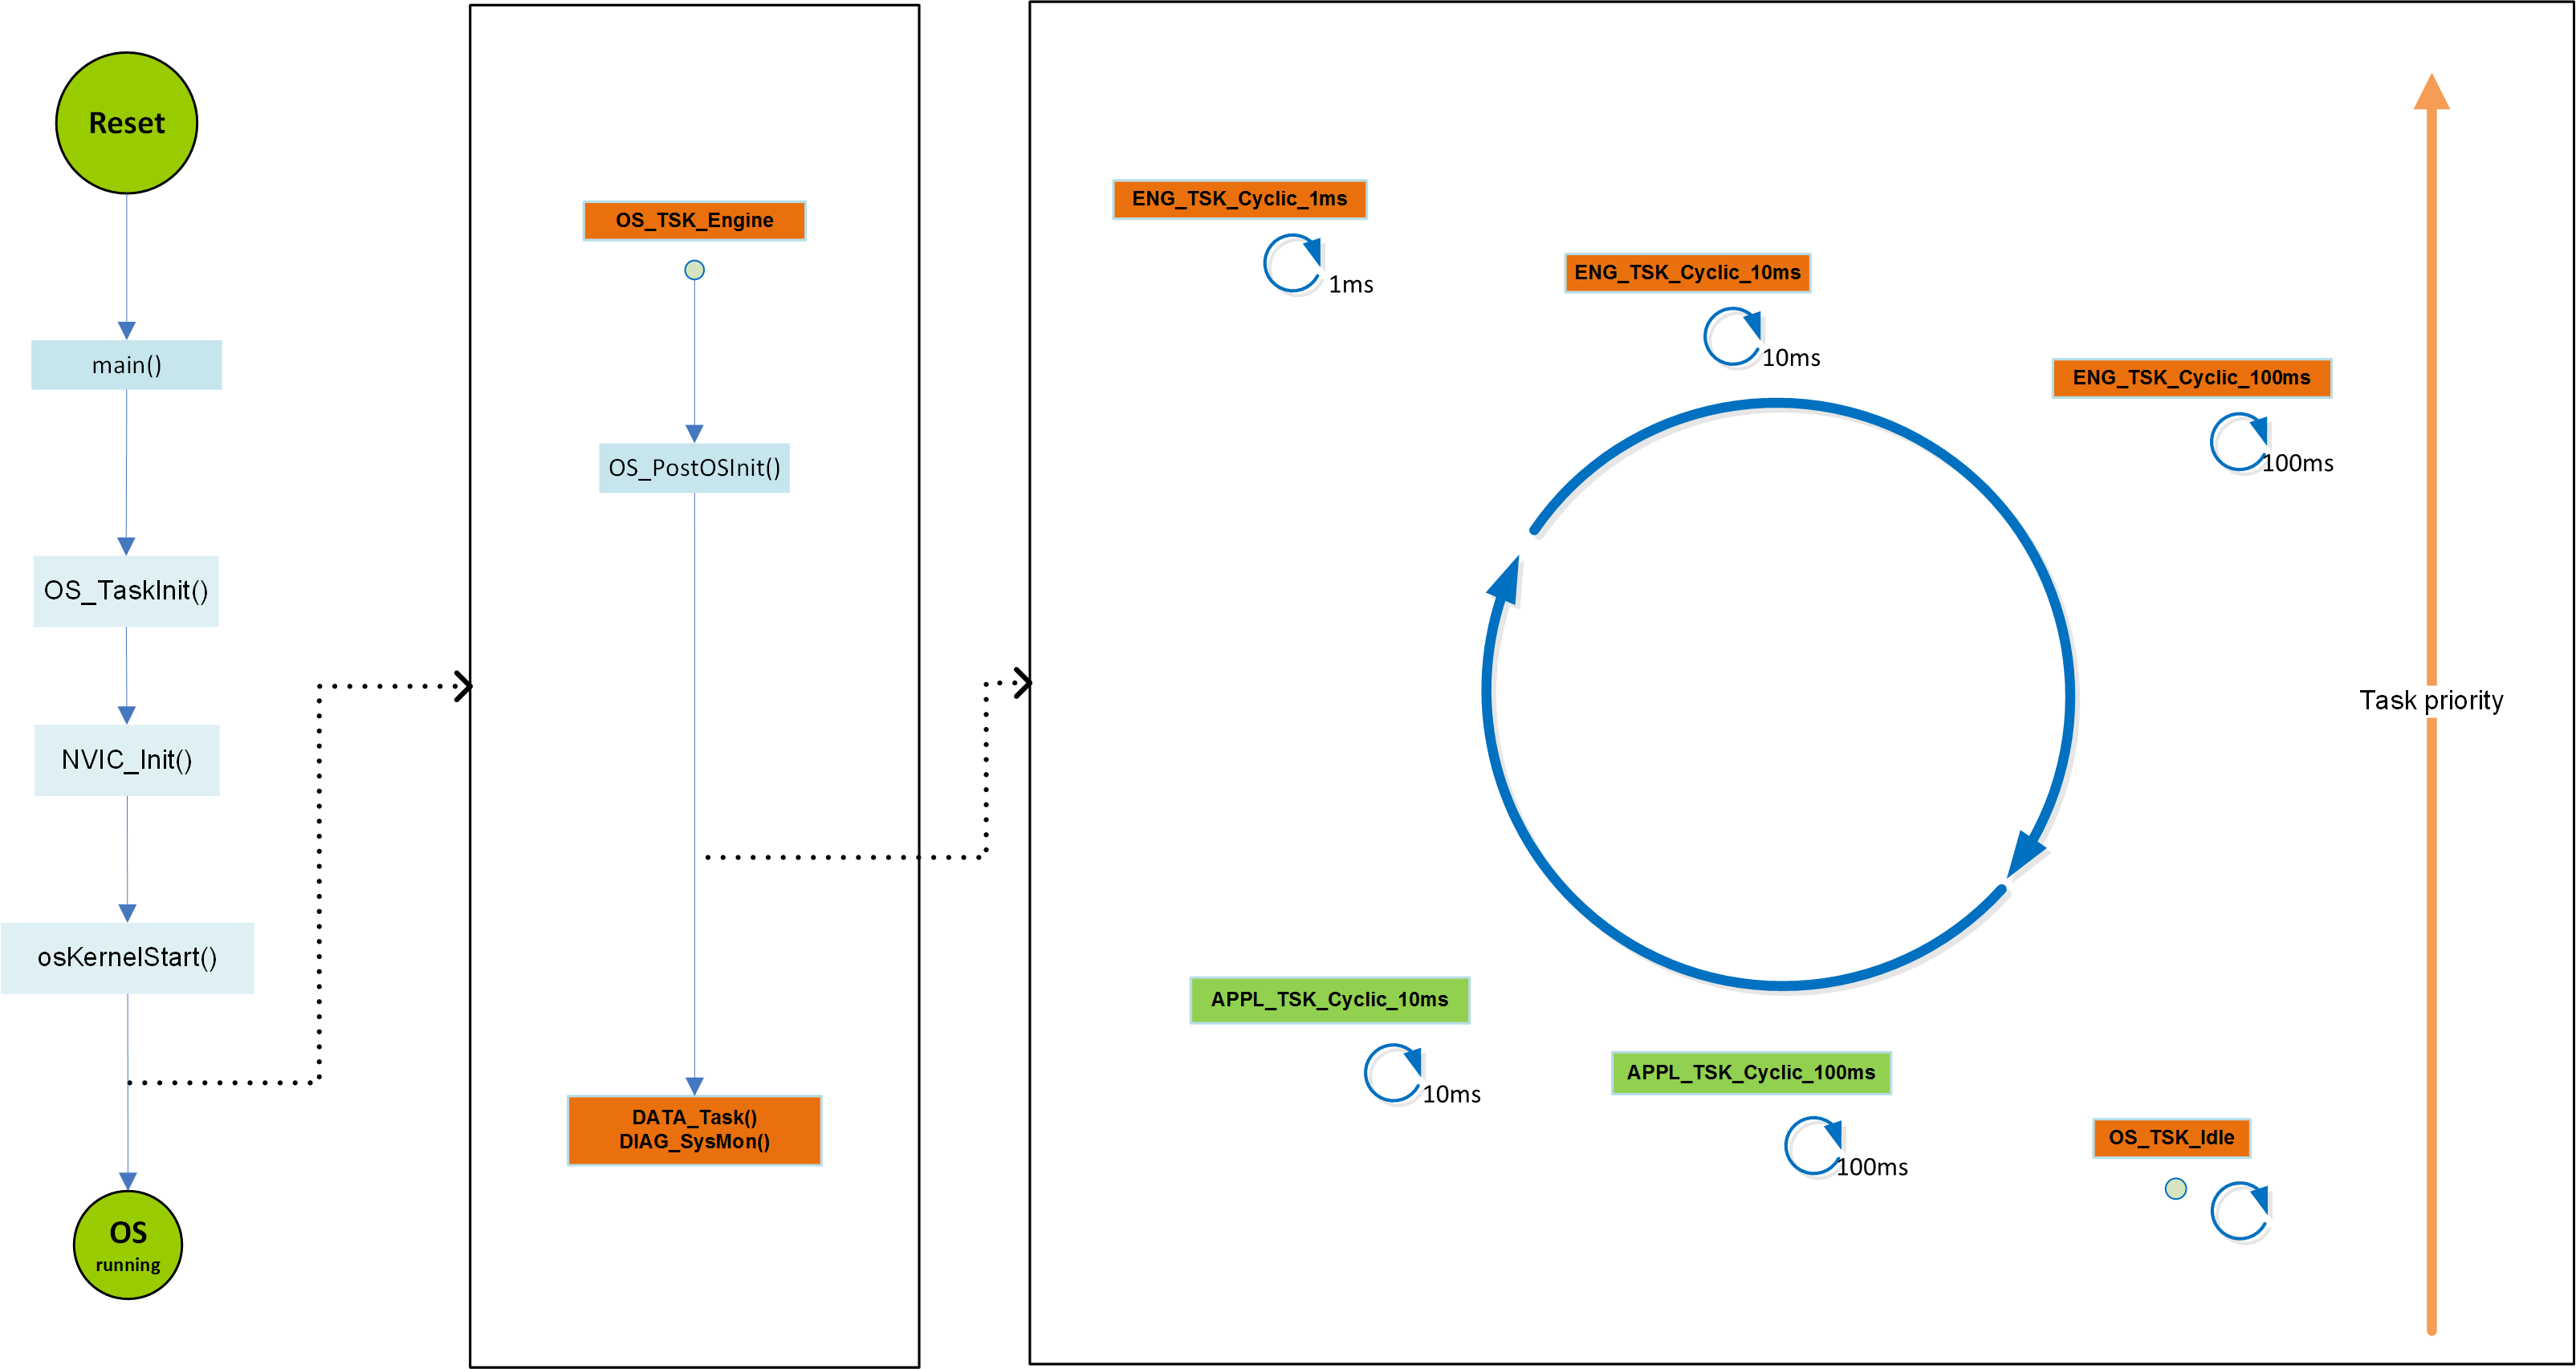 Reset
main()
OS_TaskInit()
NVIC_Init()
osKernelStart()
OS
running
OS_TSK_Engine
OS_PostOSInit()
DATA_Task()
DIAG_SysMon()
ENG_TSK_Cyclic_1ms
1ms
ENG_TSK_Cyclic_10ms
10ms
ENG_TSK_Cyclic_100ms
100ms
APPL_TSK_Cyclic_10ms
10ms
APPL_TSK_Cyclic_100ms
100ms
OS_TSK_Idle
Task priority